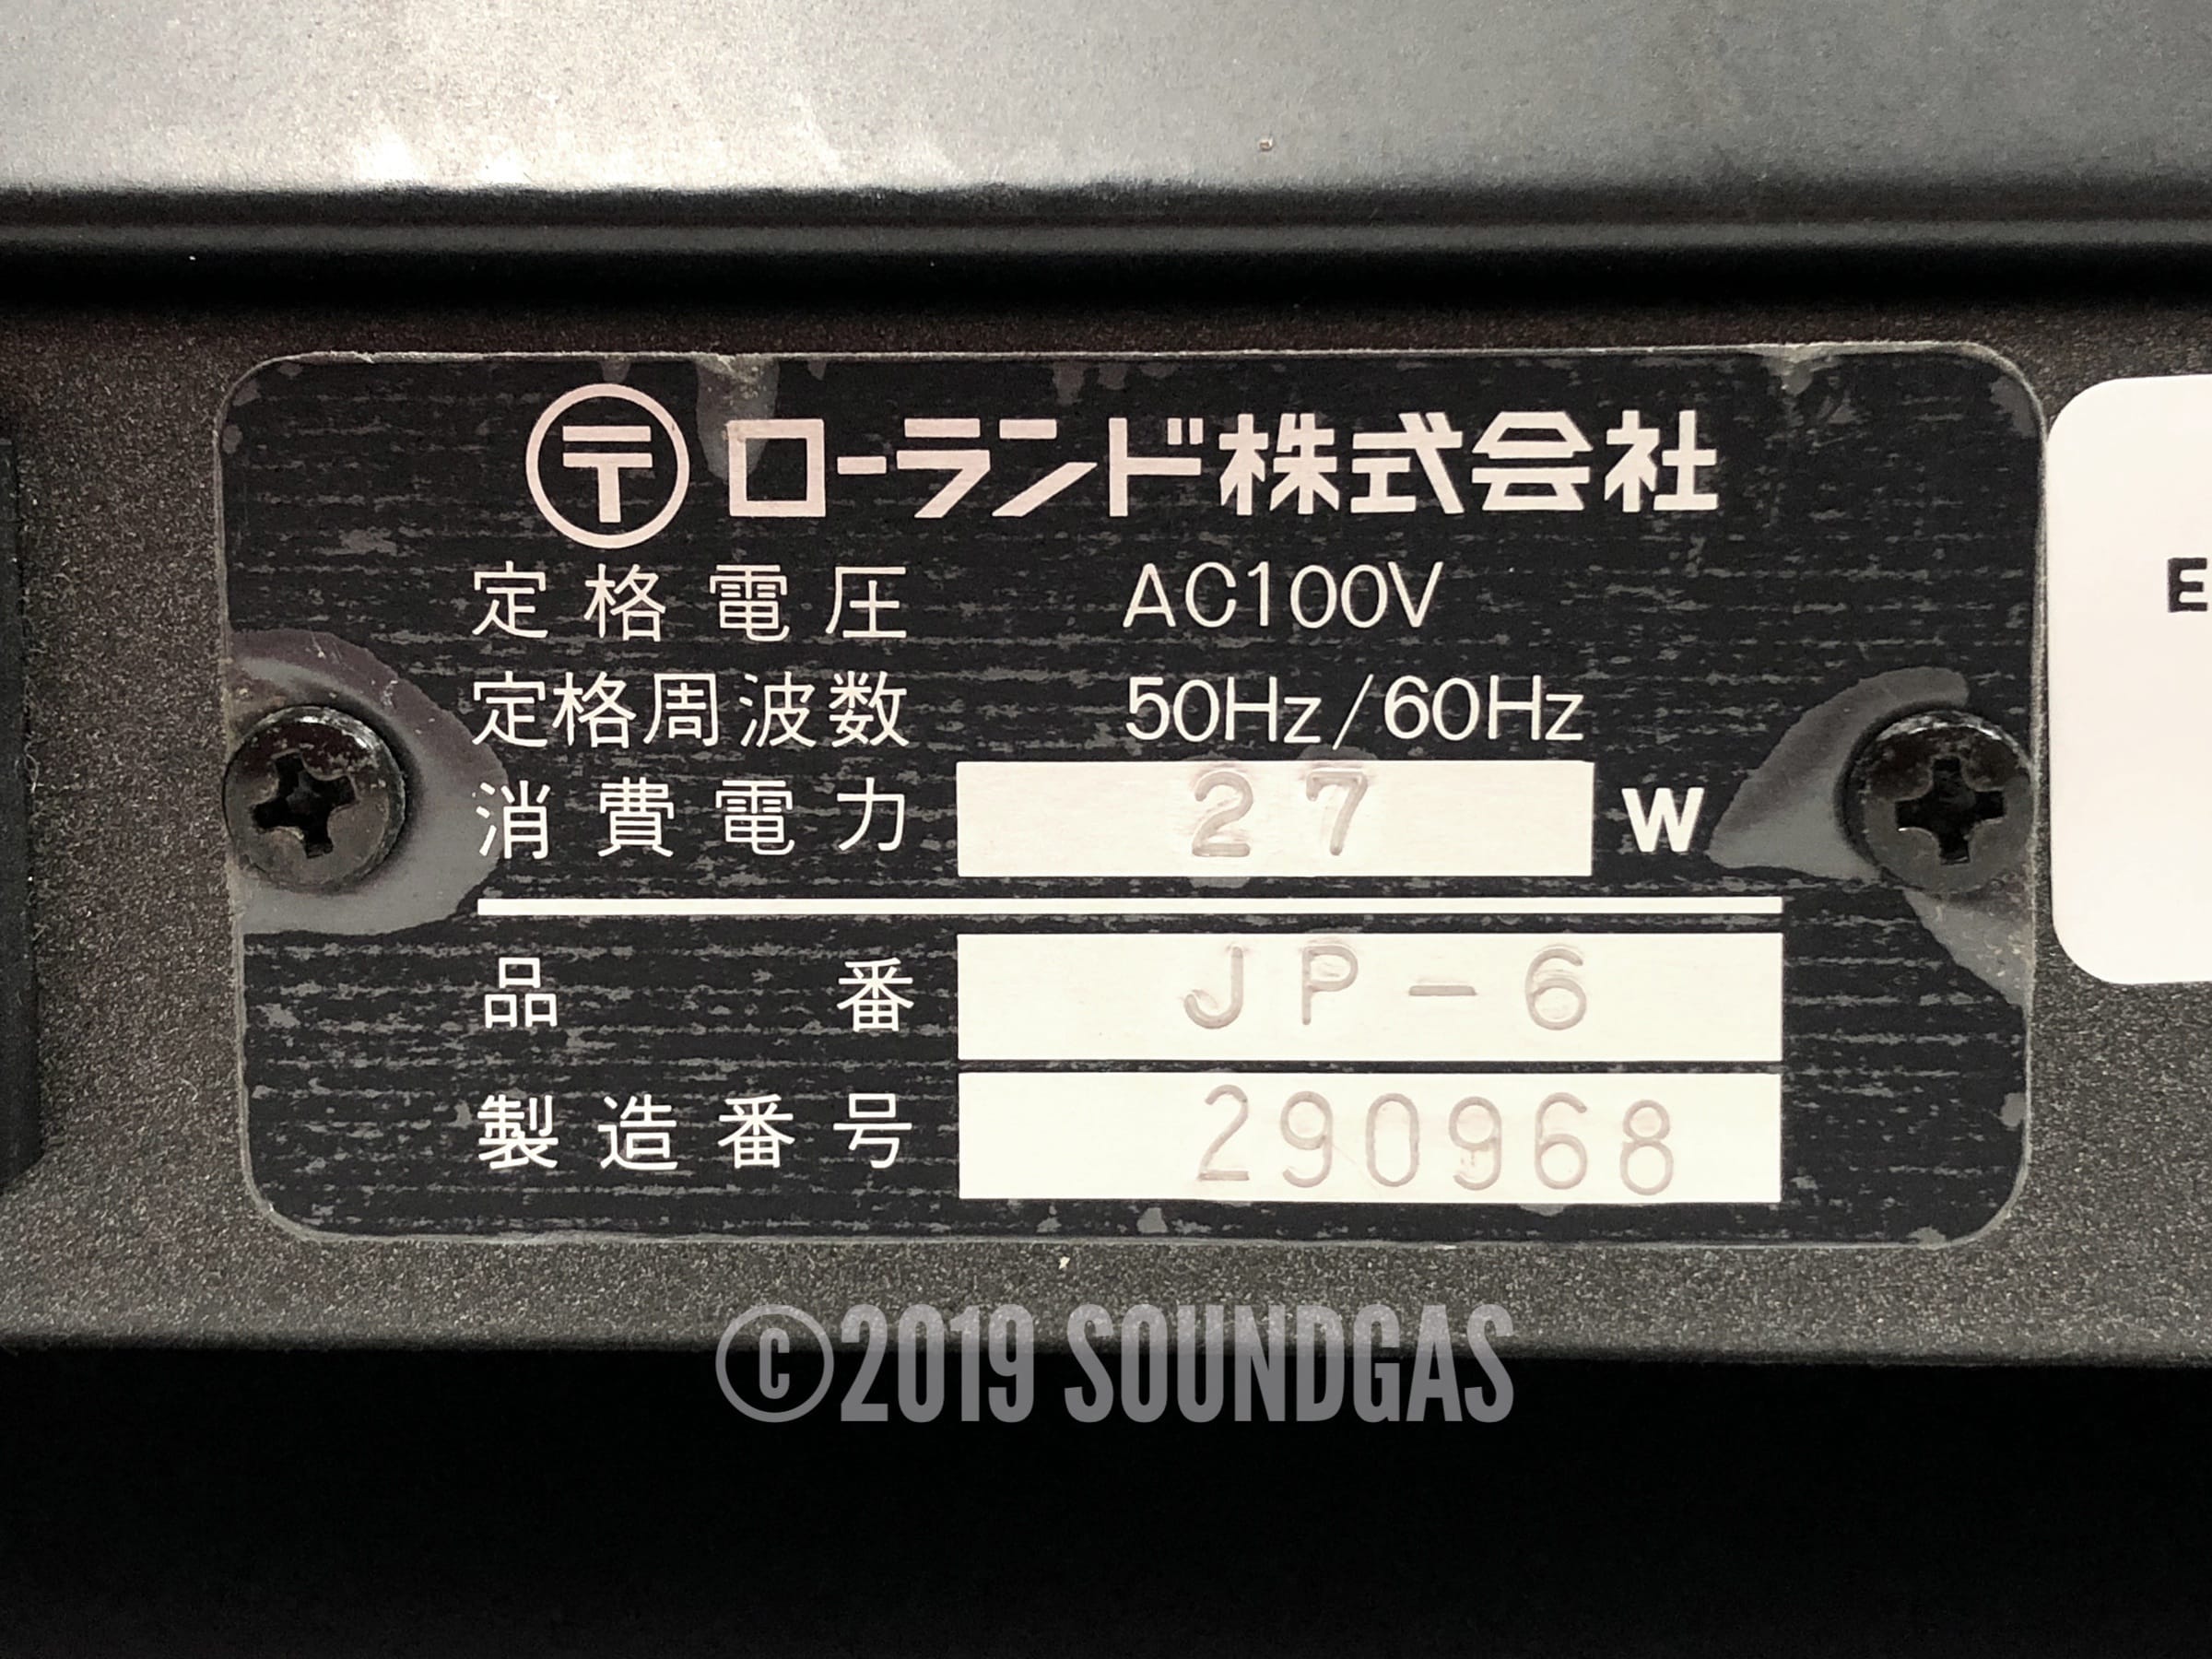 〒 ローランド株式会社
定格電圧 AC100V
定格周波数 50Hz/60Hz
消費電力 27 W
品番 JP-6
製造番号 290968
E
©2019 SOUNDGAS